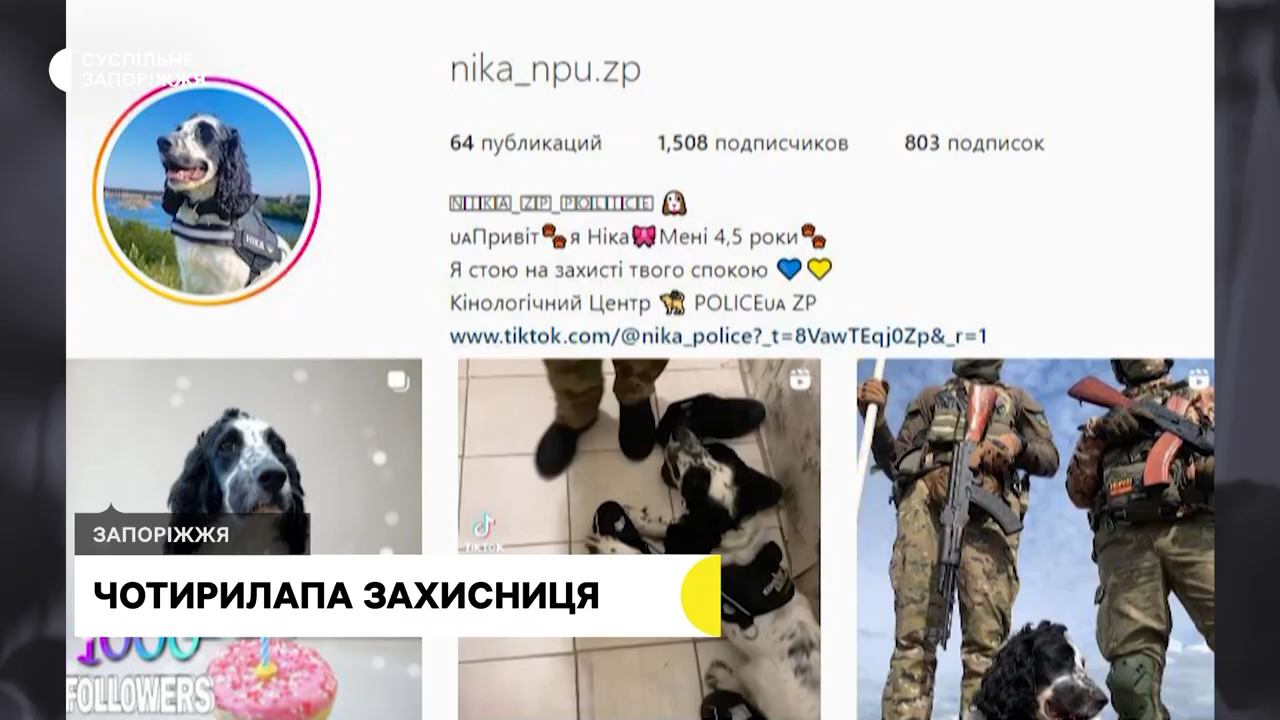 СУСПІЛЬНЕ
ЗАПОРІЖЖЯ
nika_npu.zp
64 публикаций 1,508 подписчиков 803 подписок
NIKA_ZP_POLICE
UAПривіт🐾я Ніка🎀Мені 4,5 роки🐾
Я стою на захисті твого спокою 💙💛
Кінологічний Центр 🐕 POLICEUA ZP
www.tiktok.com/@nika_police?_t=8VawTEqj0Zp&_r=1
НІКА
TikTok
ЗАПОРІЖЖЯ
ЧОТИРИЛАПА ЗАХИСНИЦЯ
1000
FOLLOWERS